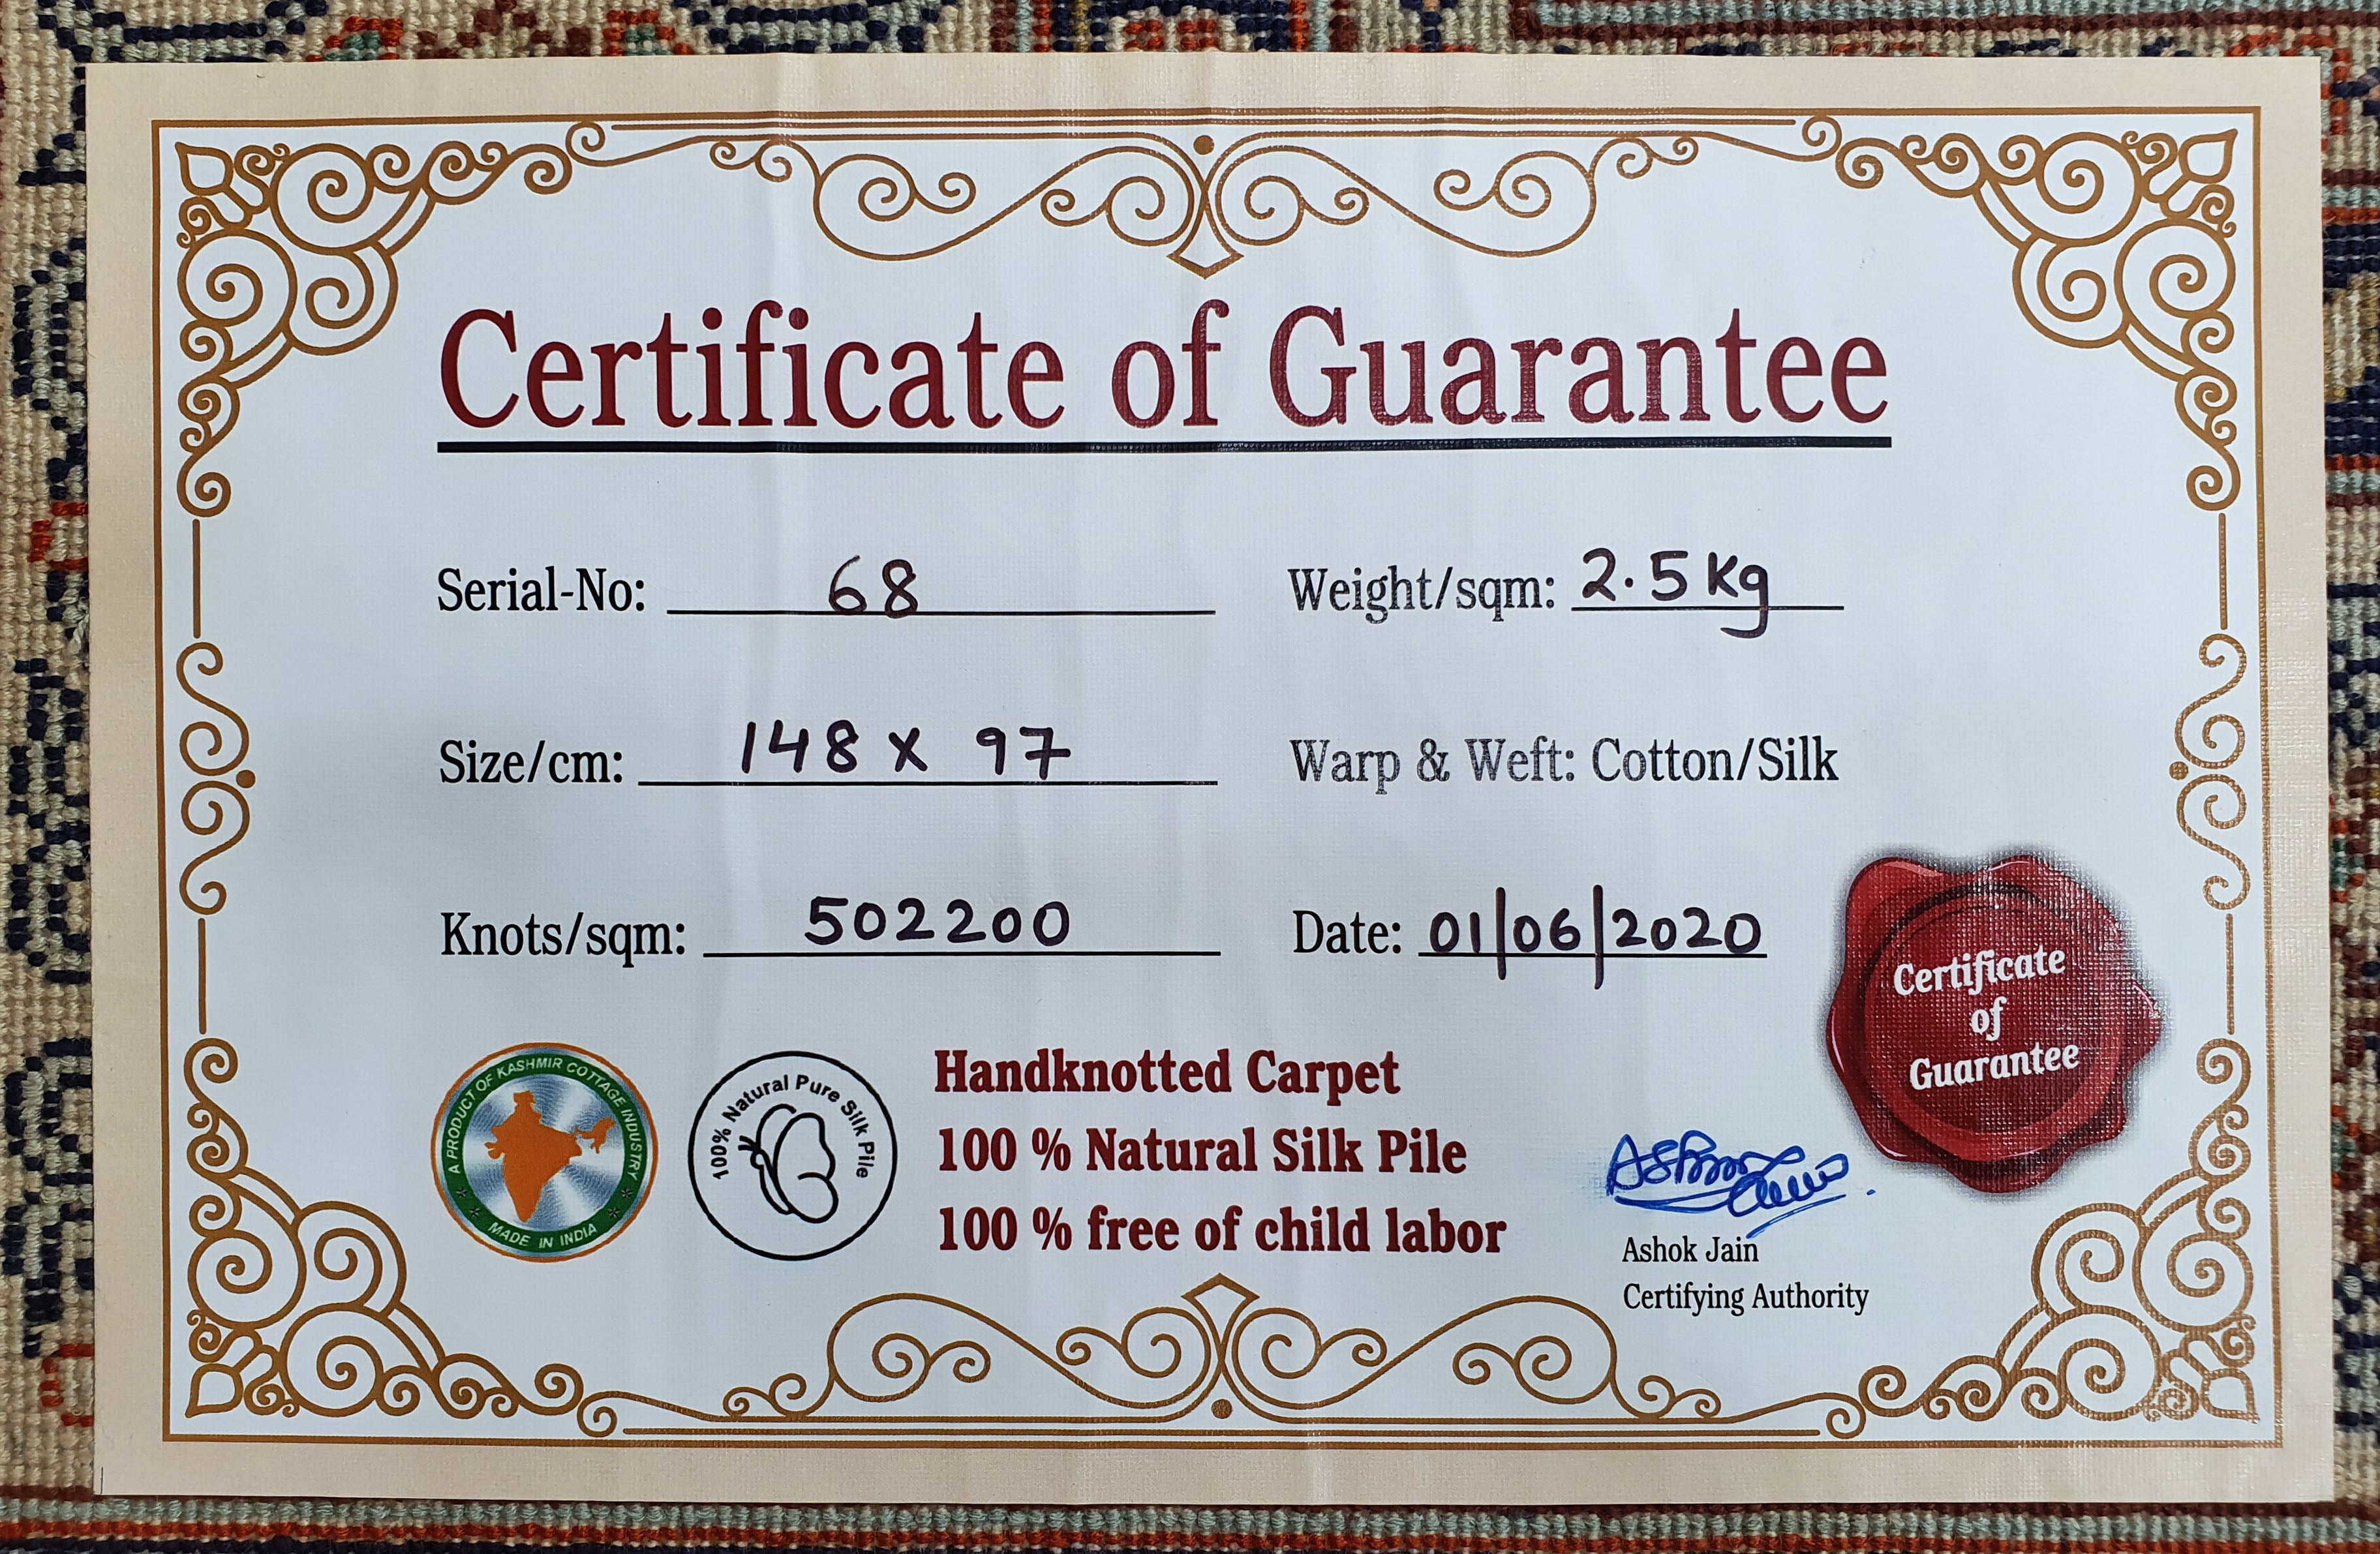 Certificate of Guarantee
Serial-No: 68
Weight/sqm: 2.5 Kg
Size/cm: 148 x 97
Warp & Weft: Cotton/Silk
Knots/sqm: 502200
Date: 01/06/2020
Certificate
of
Guarantee
A PRODUCT OF KASHMIR COTTAGE INDUSTRY
MADE IN INDIA
100% Natural Pure Silk Pile
Handknotted Carpet
100 % Natural Silk Pile
100 % free of child labor
Ashok Jain
Certifying Authority